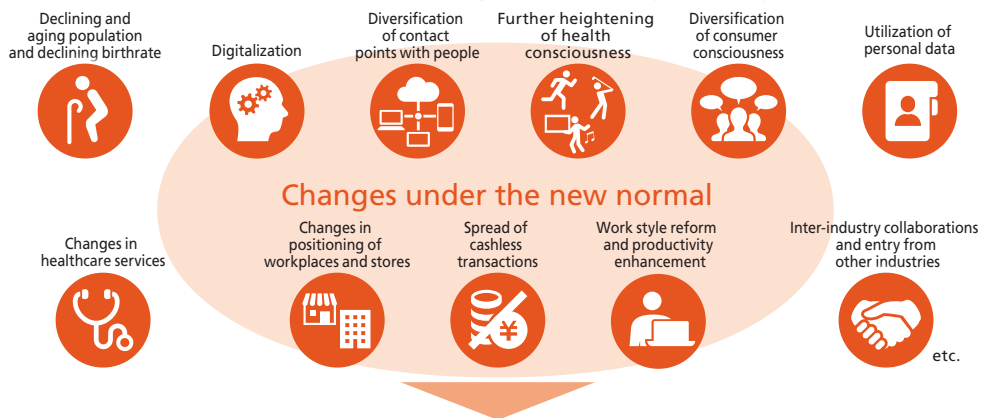 Declining and
aging population
and declining birthrate
Digitalization
Diversification
of contact
points with people
Further heightening
of health
consciousness
Diversification
of consumer
consciousness
Utilization of
personal data
Changes under the new normal
Changes in
healthcare services
Changes in
positioning of
workplaces and stores
Spread of
cashless
transactions
¥
Work style reform
and productivity
enhancement
Inter-industry collaborations
and entry from
other industries
etc.